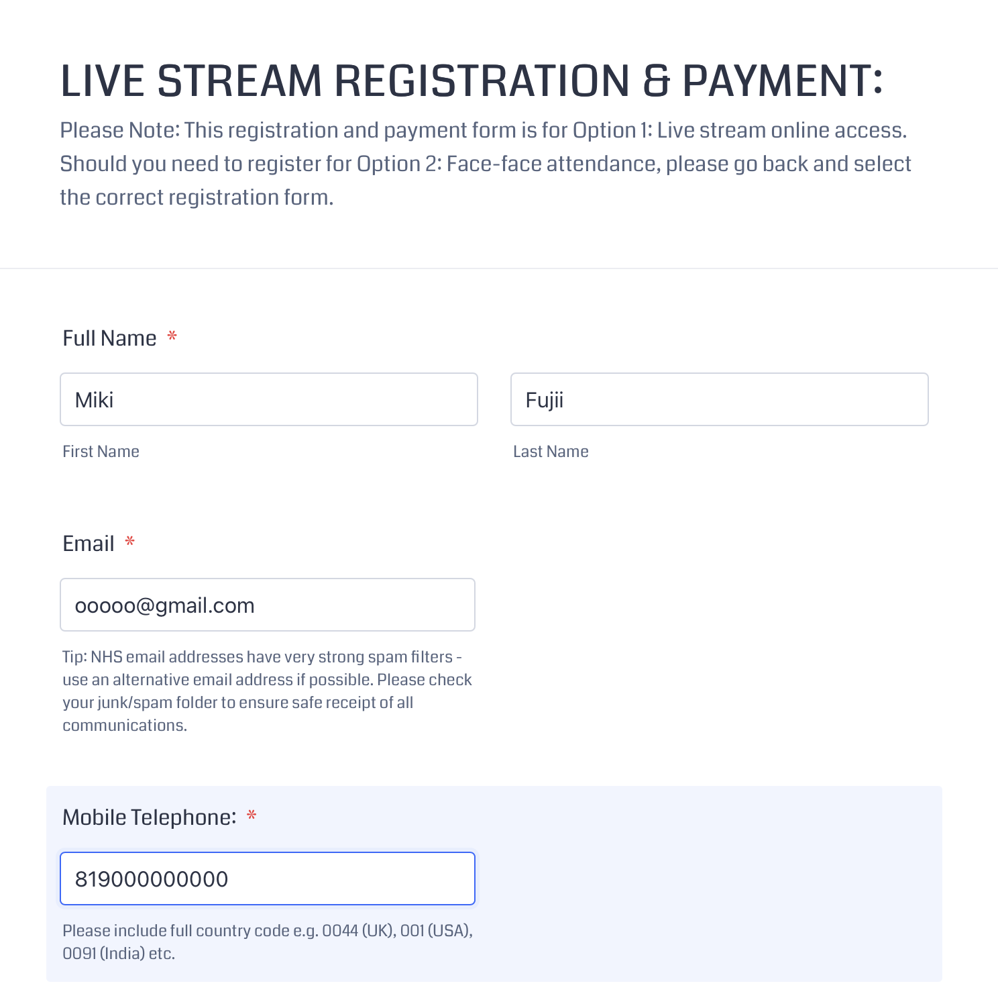 LIVE STREAM REGISTRATION & PAYMENT:
Please Note: This registration and payment form is for Option 1: Live stream online access.
Should you need to register for Option 2: Face-face attendance, please go back and select
the correct registration form.
Full Name *
Miki
Fujii
First Name
Last Name
Email *
ooooo@gmail.com
Tip: NHS email addresses have very strong spam filters -
use an alternative email address if possible. Please check
your junk/spam folder to ensure safe receipt of all
communications.
Mobile Telephone: *
819000000000
Please include full country code e.g. 0044 (UK), 001 (USA),
0091 (India) etc.